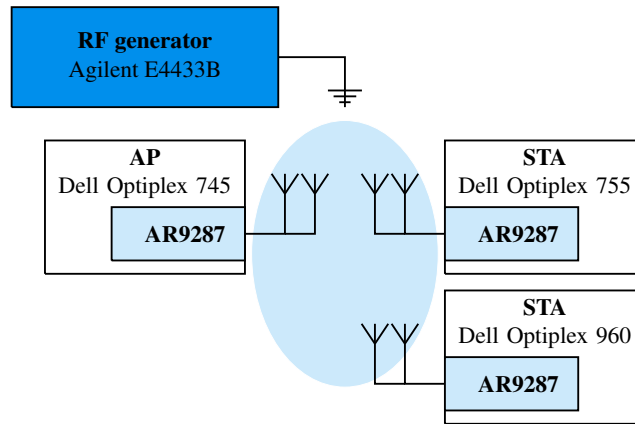 RF generator
Agilent E4433B
AP
Dell Optiplex 745
AR9287
STA
Dell Optiplex 755
AR9287
STA
Dell Optiplex 960
AR9287